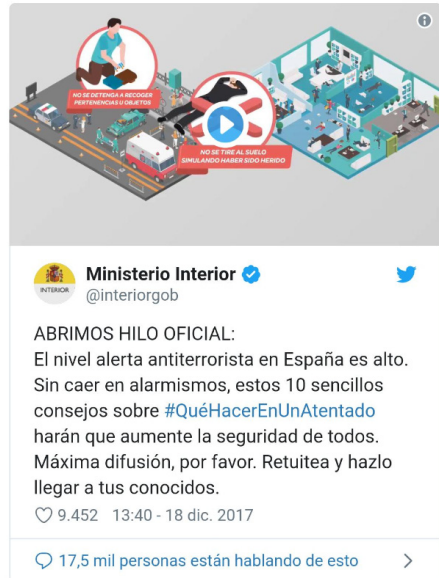 NO SE DETENGA A RECOGER
PERTENENCIAS U OBJETOS
NO SE TIRE AL SUELO
SIMULANDO HABER SIDO HERIDO
INTERIOR
Ministerio Interior
@interiorgob
ABRIMOS HILO OFICIAL:
El nivel alerta antiterrorista en España es alto.
Sin caer en alarmismos, estos 10 sencillos
consejos sobre #QuéHacerEnUnAtentado
harán que aumente la seguridad de todos.
Máxima difusión, por favor. Retuitea y hazlo
llegar a tus conocidos.
9.452 13:40 - 18 dic. 2017
17,5 mil personas están hablando de esto